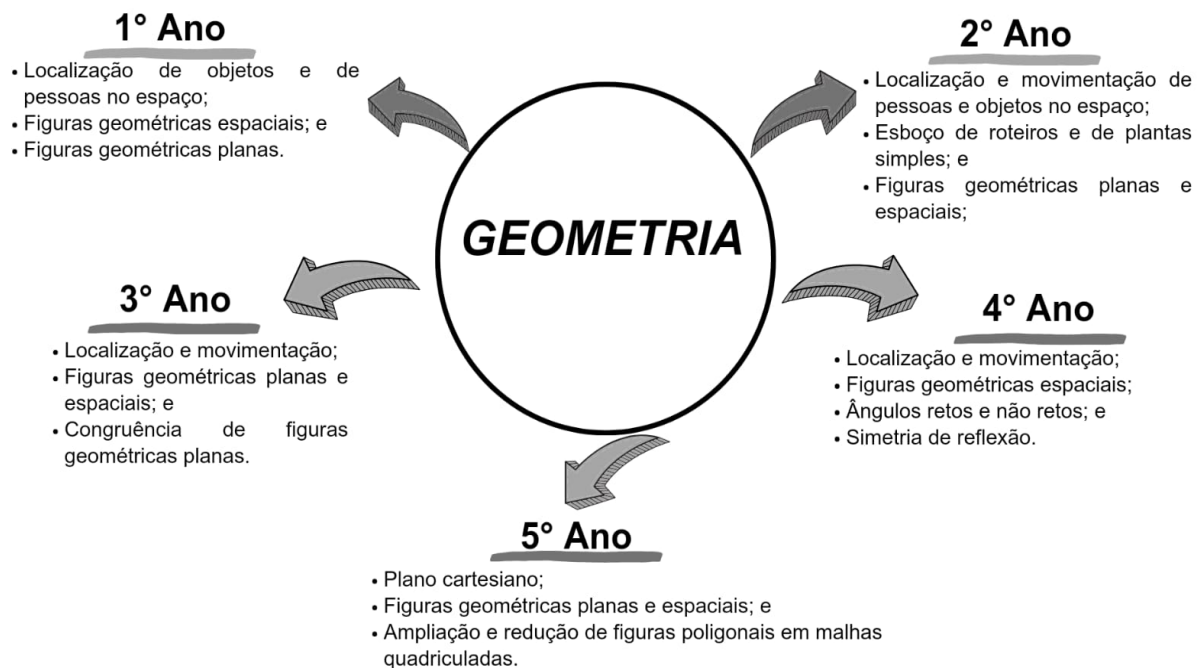 1° Ano
• Localização de objetos e de
pessoas no espaço;
• Figuras geométricas espaciais; e
• Figuras geométricas planas.
2° Ano
• Localização e movimentação de
pessoas e objetos no espaço;
• Esboço de roteiros e de plantas
simples; e
• Figuras geométricas planas e
espaciais;
GEOMETRIA
3° Ano
• Localização e movimentação;
• Figuras geométricas planas e
espaciais; e
• Congruência de figuras
geométricas planas.
4° Ano
• Localização e movimentação;
• Figuras geométricas espaciais;
• Ângulos retos e não retos; e
• Simetria de reflexão.
5° Ano
• Plano cartesiano;
• Figuras geométricas planas e espaciais; e
• Ampliação e redução de figuras poligonais em malhas
quadriculadas.